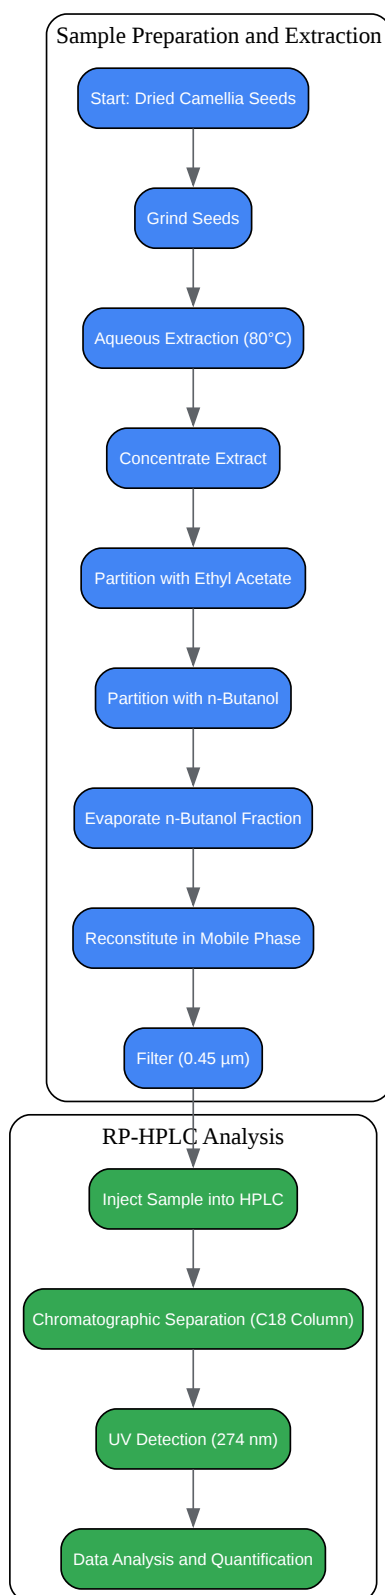 Sample Preparation and Extraction
Start: Dried Camellia Seeds
Grind Seeds
Aqueous Extraction (80°C)
Concentrate Extract
Partition with Ethyl Acetate
Partition with n-Butanol
Evaporate n-Butanol Fraction
Reconstitute in Mobile Phase
Filter (0.45 µm)
RP-HPLC Analysis
Inject Sample into HPLC
Chromatographic Separation (C18 Column)
UV Detection (274 nm)
Data Analysis and Quantification